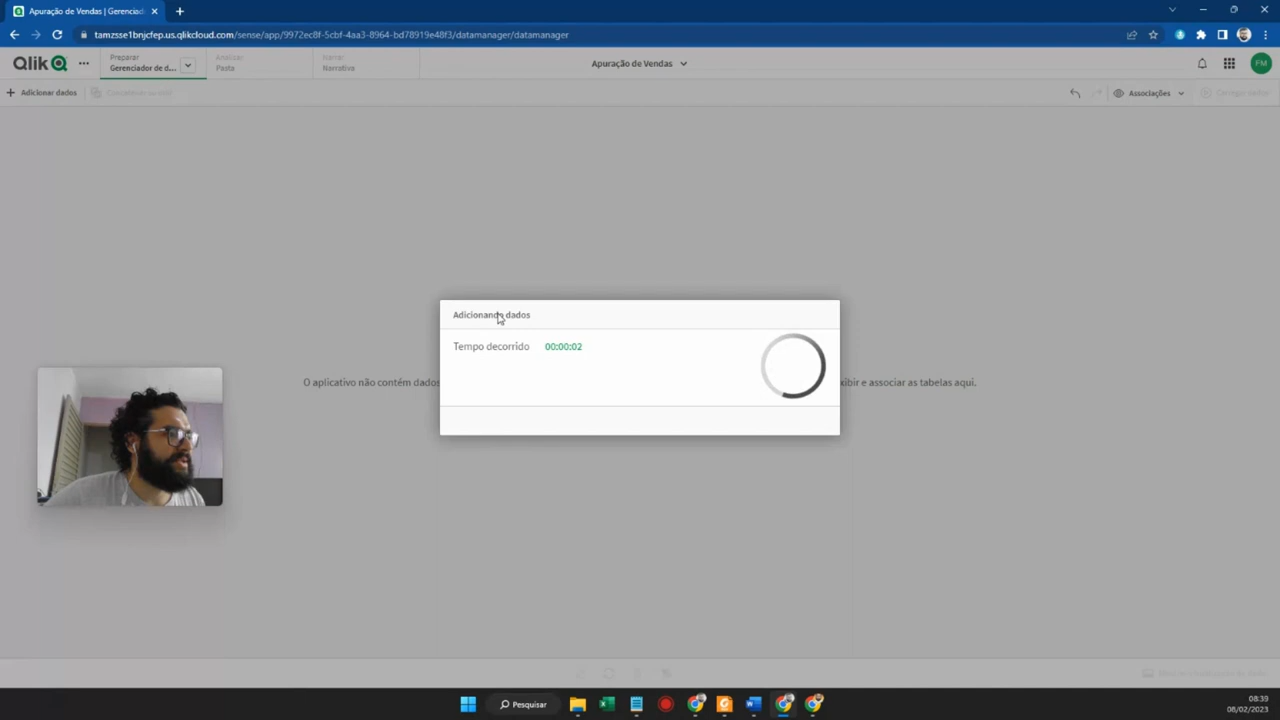 Apuração de Vendas | Gerenciad
tamzsse1bnjcfep.us.qlikcloud.com/sense/app/9972ec8f-5cbf-4aa3-8964-bd78919e48f3/datamanager/datamanager
Qlik
Preparar
Gerenciador de d...
Analisar
Pasta
Narrar
Narrativa
Apuração de Vendas
FM
Adicionar dados
Associações
Adicionando dados
Tempo decorrido 00:00:02
O aplicativo não contém dados
xibir e associar as tabelas aqui.
Pesquisar
08:39
08/02/2023